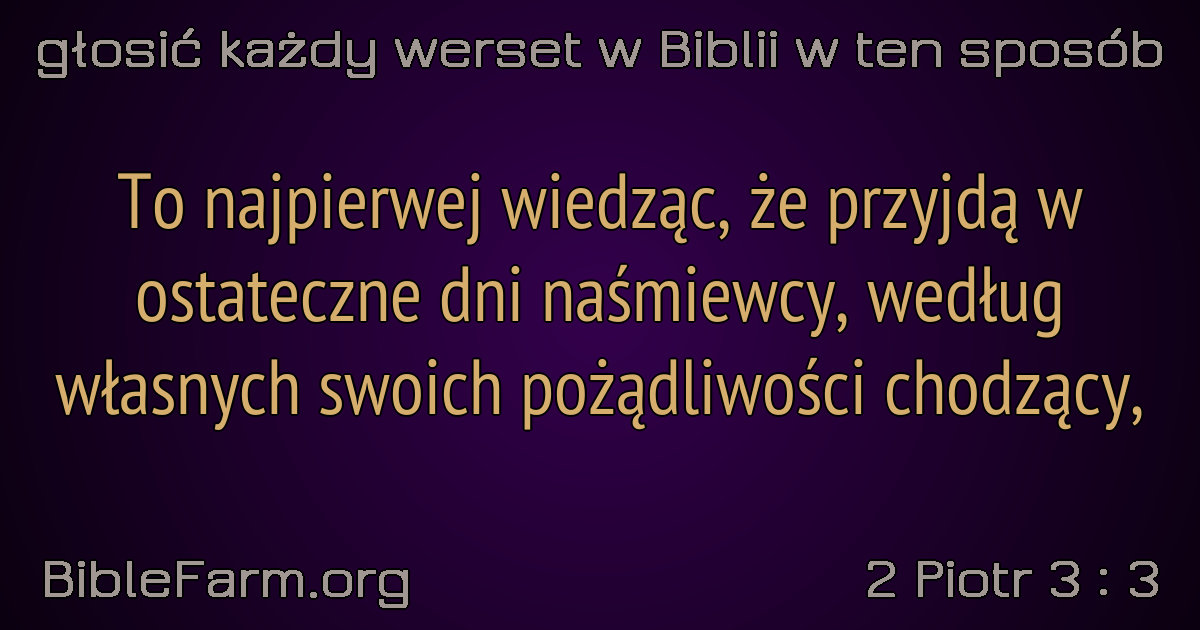 głosić każdy werset w Biblii w ten sposób
To najpierwej wiedząc, że przyjdą w
ostateczne dni naśmiewcy, według
własnych swoich pożądliwości chodzący,
BibleFarm.org
2 Piotr 3 : 3